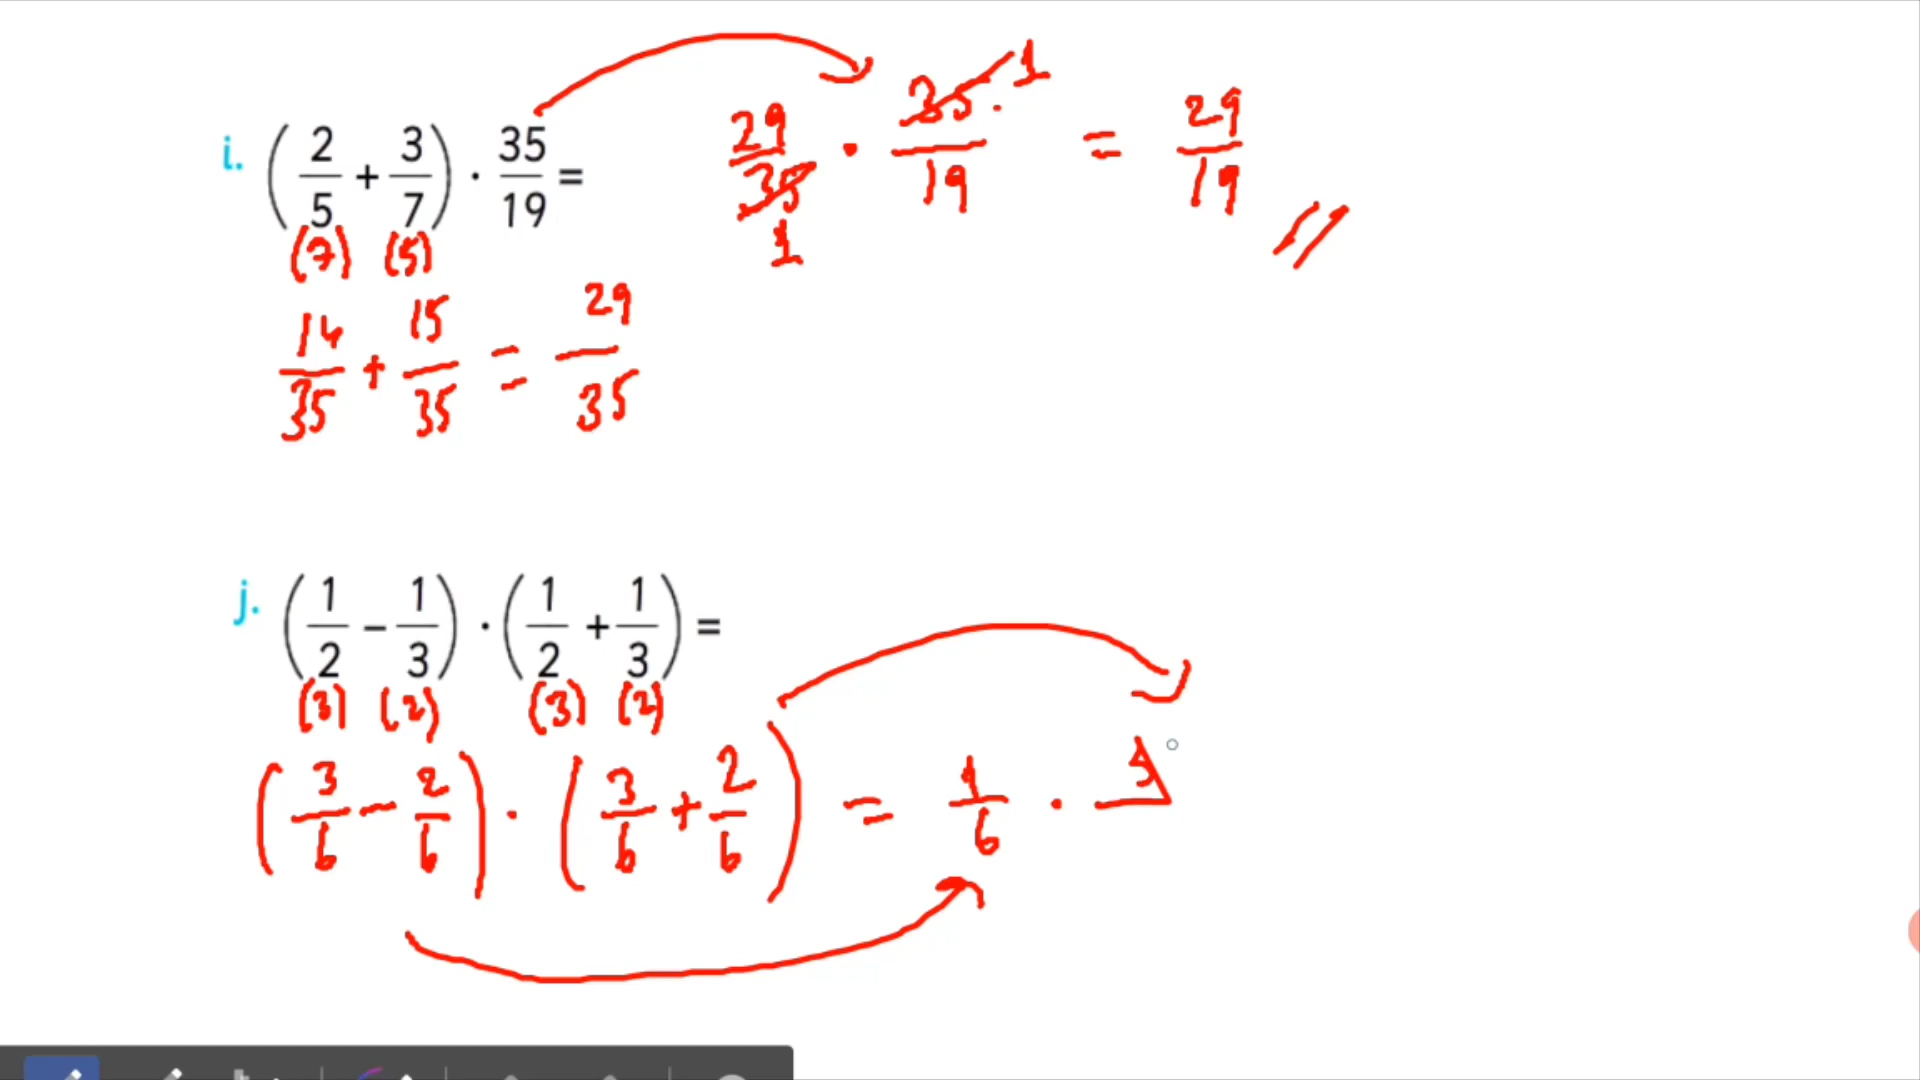 i. (2/5 + 3/7) · 35/19 =
(7) (5)
14/35 + 15/35 = 29/35
29/35 · 35/19 = 29/19
1 1
j. (1/2 − 1/3) · (1/2 + 1/3) =
(3) (2) (3) (2)
(3/6 − 2/6) · (3/6 + 2/6) = 1/6 ·